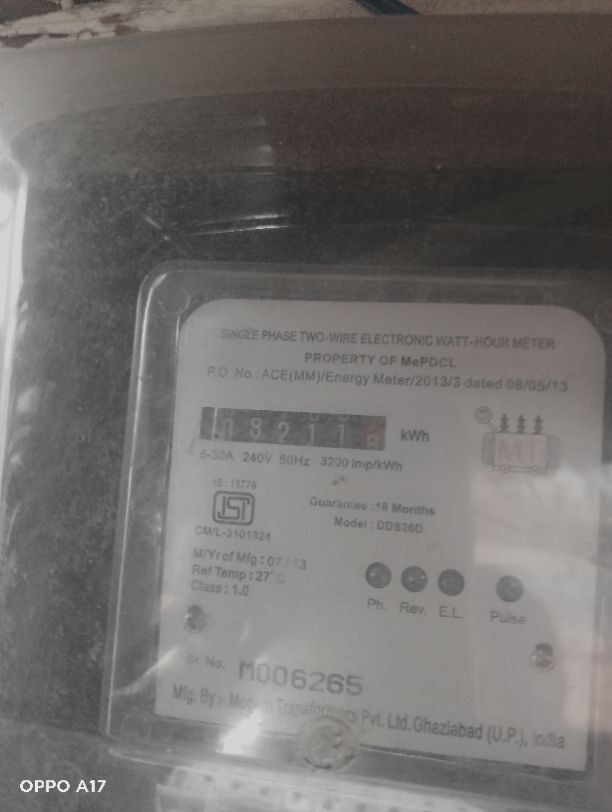 SINGLE PHASE TWO-WIRE ELECTRONIC WATT-HOUR METER
PROPERTY OF MePDCL
P.O. No.: ACE(MM)/Energy Meter/2013/3 dated 08/05/13
08211 kWh
5-30A 240V 50Hz 3200 imp/kWh
MT
IS : 13779
Guarantee : 18 Months
Model : DDS26D
CM/L-3101324
M/Yr of Mfg : 07 / 13
Ref Temp : 27°C
Class : 1.0
Ph. Rev. E.L. Pulse
Sr. No. M006265
Mfg. By : Modern Transformers Pvt. Ltd. Ghaziabad (U.P.), India
OPPO A17